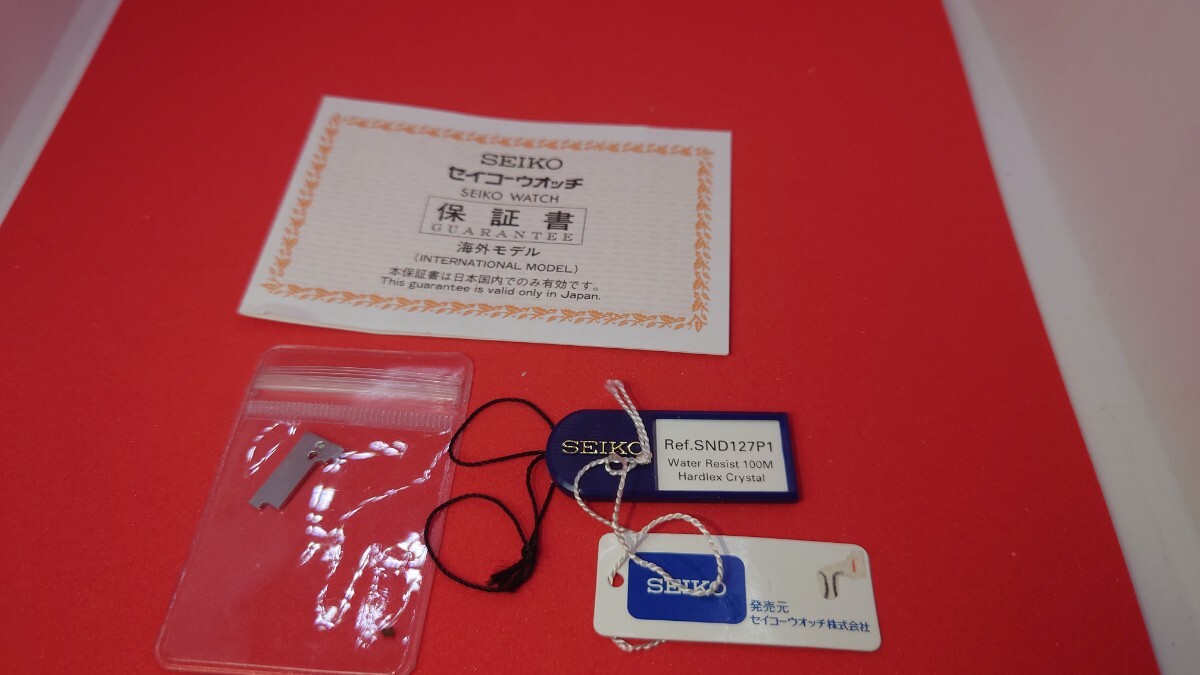 SEIKO
セイコーウオッチ
SEIKO WATCH
保証書
GUARANTEE
海外モデル
(INTERNATIONAL MODEL)
本保証書は日本国内でのみ有効です。
This guarantee is valid only in Japan.
SEIKO
Ref.SND127P1
Water Resist 100M
Hardlex Crystal
SEIKO
発売元
セイコーウオッチ株式会社